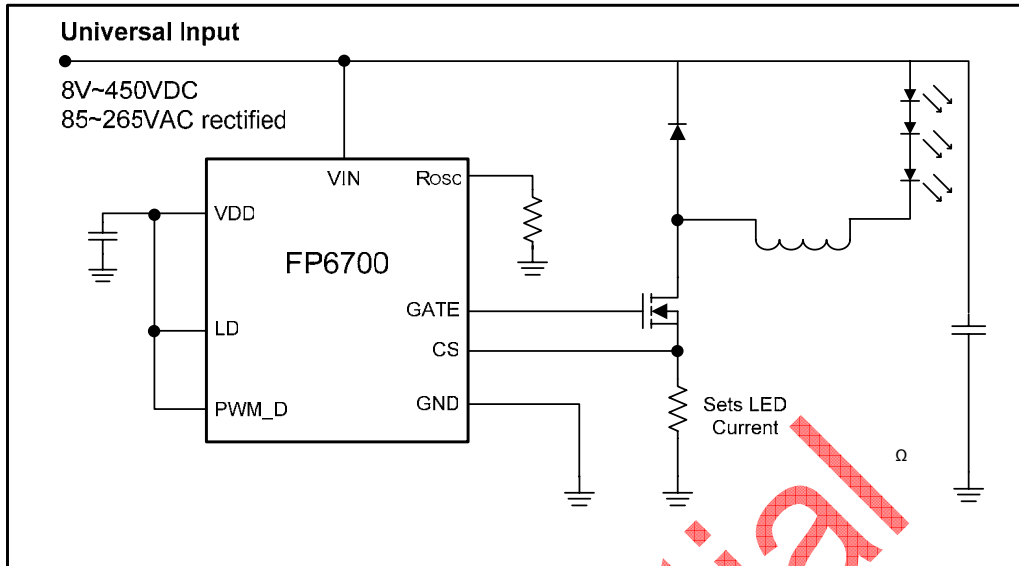 Universal Input
8V~450VDC
85~265VAC rectified
VIN
ROSC
VDD
FP6700
GATE
LD
CS
PWM_D
GND
Sets LED
Current
Ω